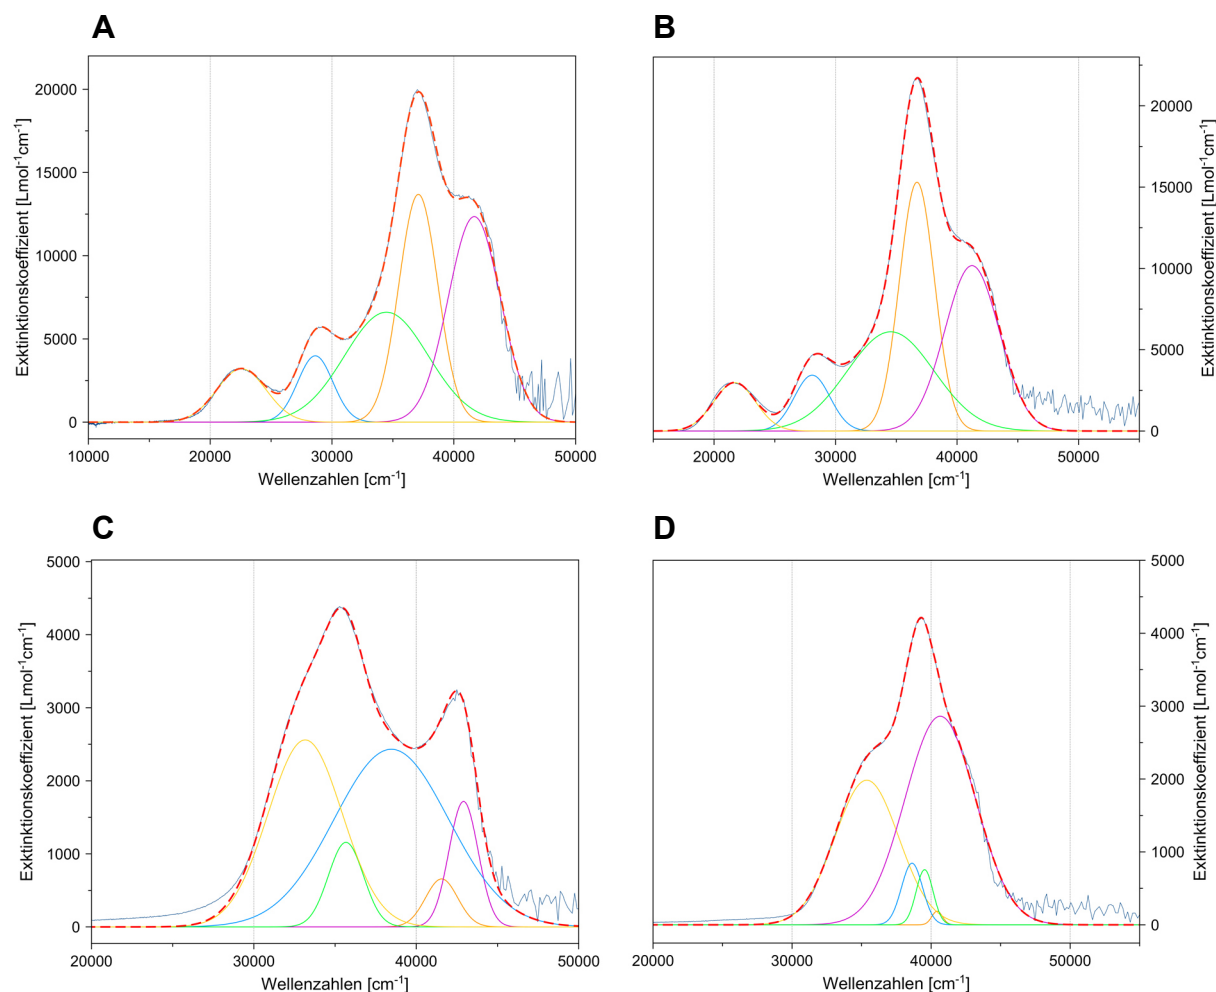 A
B
20000
15000
10000
5000
0
Exktinktionskoeffizient [Lmol-1cm-1]
10000 20000 30000 40000 50000
Wellenzahlen [cm-1]
20000
15000
10000
5000
0
Exktinktionskoeffizient [Lmol-1cm-1]
20000 30000 40000 50000
Wellenzahlen [cm-1]
C
D
5000
4000
3000
2000
1000
0
Exktinktionskoeffizient [Lmol-1cm-1]
20000 30000 40000 50000
Wellenzahlen [cm-1]
5000
4000
3000
2000
1000
0
Exktinktionskoeffizient [Lmol-1cm-1]
20000 30000 40000 50000
Wellenzahlen [cm-1]